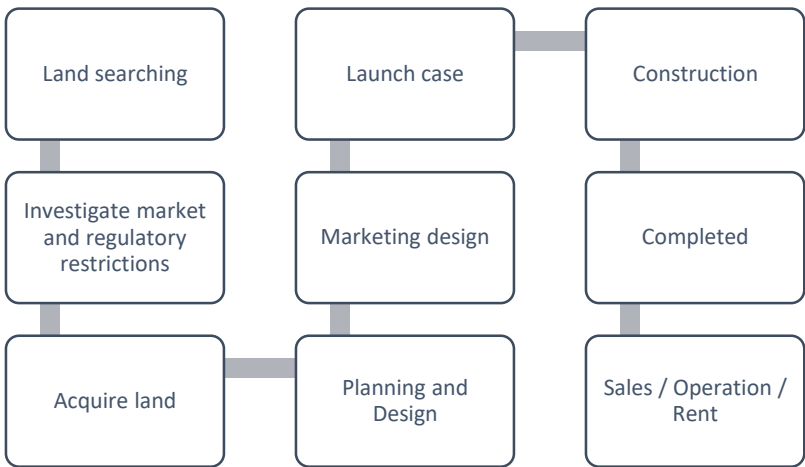 Land searching
Investigate market
and regulatory
restrictions
Acquire land
Planning and
Design
Marketing design
Launch case
Construction
Completed
Sales / Operation /
Rent